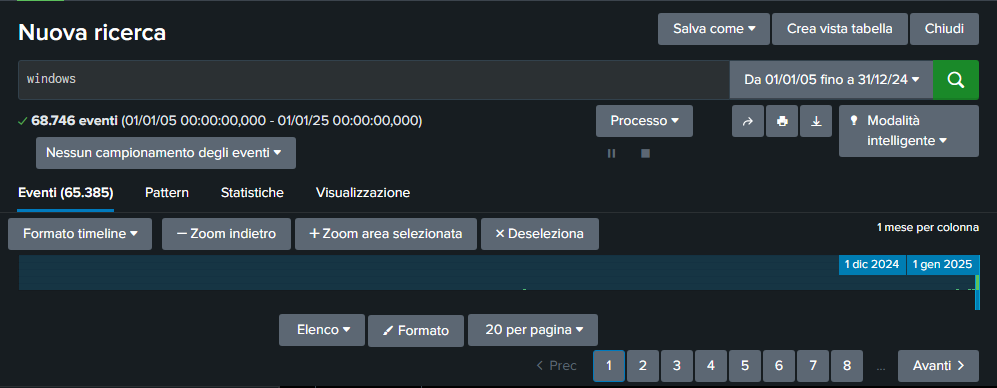 Nuova ricerca
Salva come
Crea vista tabella
Chiudi
windows
Da 01/01/05 fino a 31/12/24
68.746 eventi (01/01/05 00:00:00,000 - 01/01/25 00:00:00,000)
Processo
Modalità
intelligente
Nessun campionamento degli eventi
Eventi (65.385)
Pattern
Statistiche
Visualizzazione
Formato timeline
— Zoom indietro
+ Zoom area selezionata
× Deseleziona
1 mese per colonna
1 dic 2024
1 gen 2025
Elenco
Formato
20 per pagina
< Prec
1
2
3
4
5
6
7
8
...
Avanti >